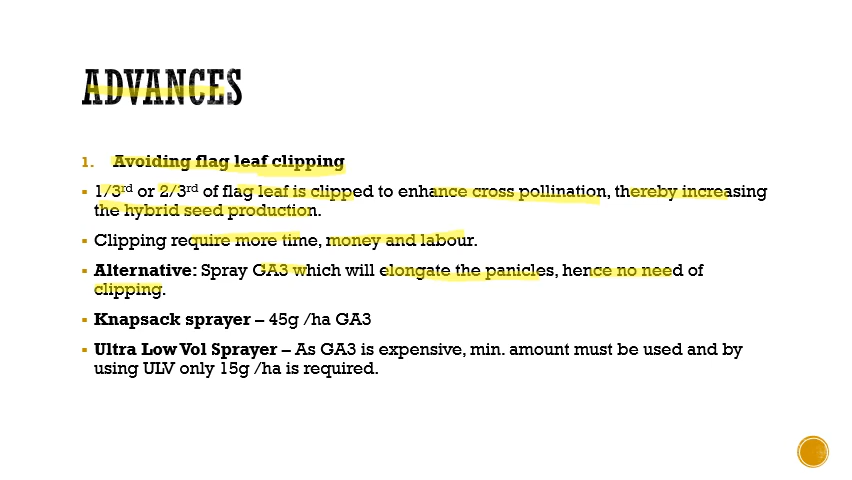 ADVANCES
1. Avoiding flag leaf clipping
▪ 1/3rd or 2/3rd of flag leaf is clipped to enhance cross pollination, thereby increasing
the hybrid seed production.
▪ Clipping require more time, money and labour.
▪ Alternative: Spray GA3 which will elongate the panicles, hence no need of
clipping.
▪ Knapsack sprayer – 45g /ha GA3
▪ Ultra Low Vol Sprayer – As GA3 is expensive, min. amount must be used and by
using ULV only 15g /ha is required.